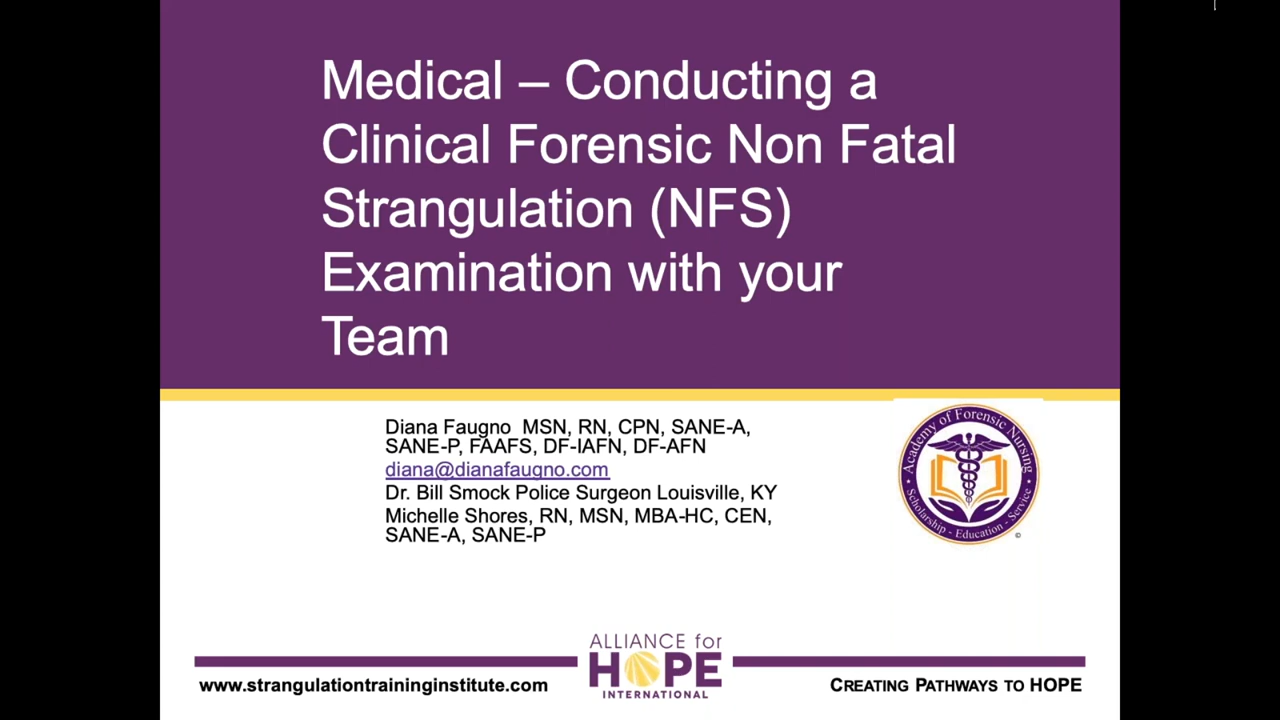 Medical – Conducting a
Clinical Forensic Non Fatal
Strangulation (NFS)
Examination with your
Team
Diana Faugno MSN, RN, CPN, SANE-A,
SANE-P, FAAFS, DF-IAFN, DF-AFN
diana@dianafaugno.com
Dr. Bill Smock Police Surgeon Louisville, KY
Michelle Shores, RN, MSN, MBA-HC, CEN,
SANE-A, SANE-P
Academy of Forensic Nursing
Scholarship - Education - Service
©
ALLIANCE for
HOPE
INTERNATIONAL
www.strangulationtraininginstitute.com
CREATING PATHWAYS TO HOPE